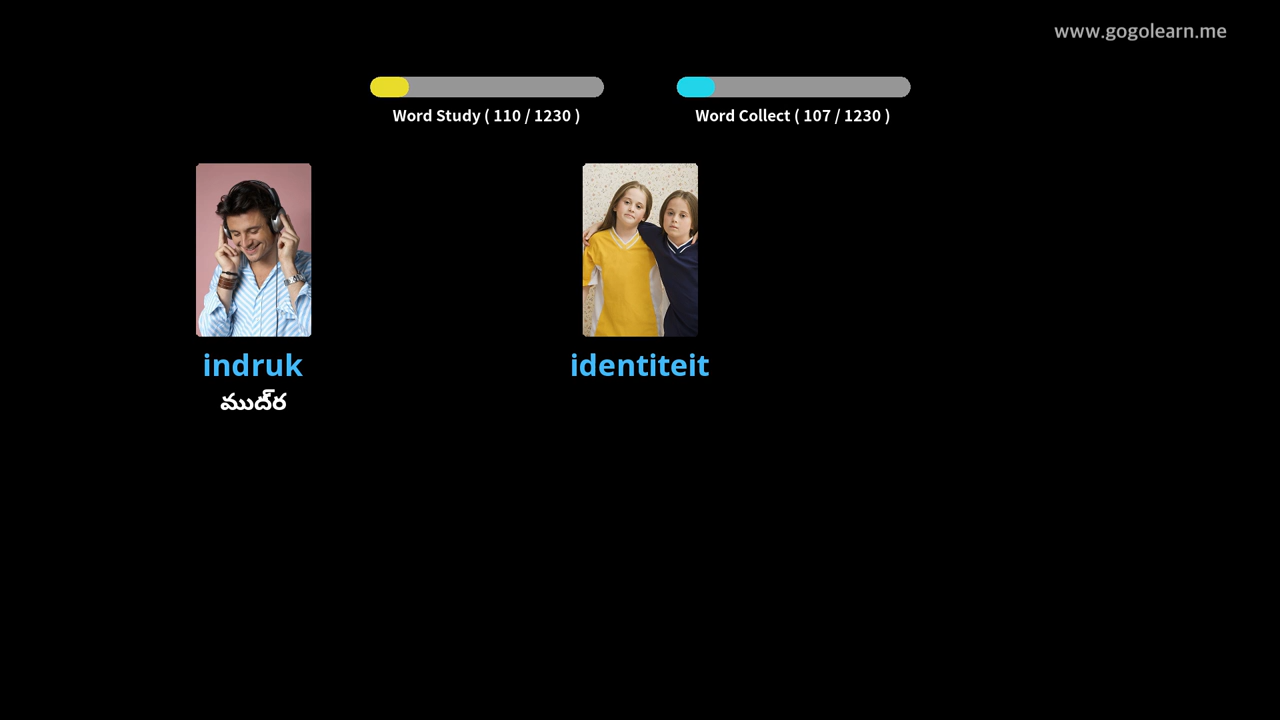 www.gogolearn.me
Word Study ( 110 / 1230 )
Word Collect ( 107 / 1230 )
indruk
identiteit
ముద్ర